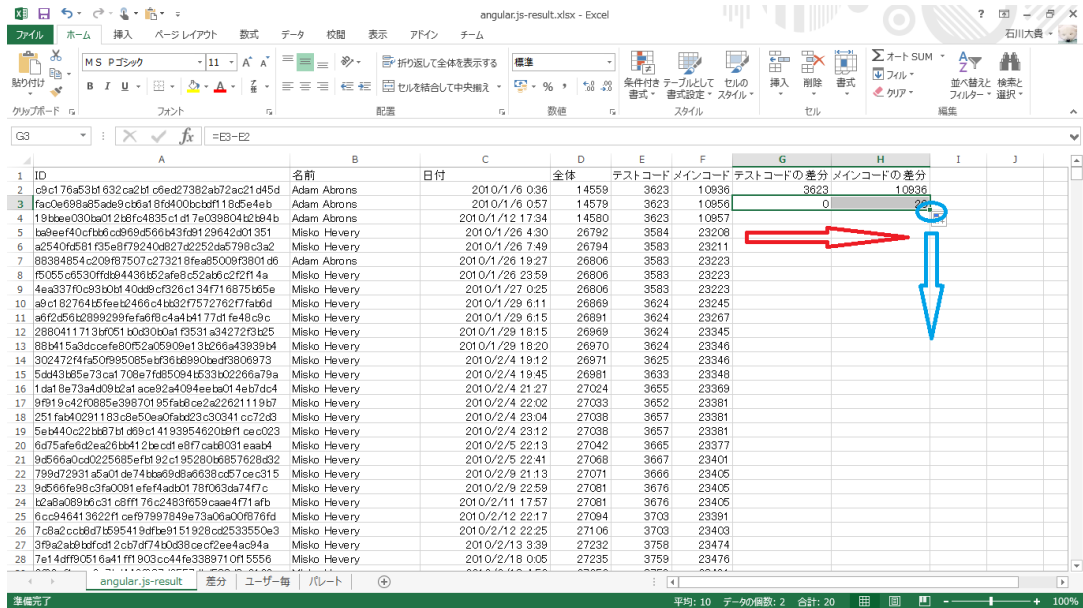 angular.js-result.xlsx - Excel
ファイル ホーム 挿入 ページ レイアウト 数式 データ 校閲 表示 アドイン チーム 石川大貴
貼り付け
MS Pゴシック 11
折り返して全体を表示する
標準
B I U
セルを結合して中央揃え
条件付き書式 テーブルとして書式設定 セルのスタイル
挿入 削除 書式
オート SUM
フィル
クリア
並べ替えとフィルター 検索と選択
クリップボード フォント 配置 数値 スタイル セル 編集
G3 fx =E3-E2
A B C D E F G H I J
1 ID 名前 日付 全体 テストコード メインコード テストコードの差分 メインコードの差分
2 c9c176a53b1632ca2b1c6ed27382ab72ac21d45d Adam Abrons 2010/1/6 0:36 14559 3623 10936 3623 10936
3 fac0e698a85ade9cb6a18fd400bcbdf118d5e4eb Adam Abrons 2010/1/6 0:57 14579 3623 10956 0 20
4 19bbee030ba012b8fc4835c1d17e039804b2b94b Adam Abrons 2010/1/12 17:34 14580 3623 10957
5 ba9eef40cfbb6cd969d566b43fd9129642d01351 Adam Abrons 2010/1/26 4:30 26792 3584 23208
6 a2540fd581f35e8f79240d827d2252da5798c3a2 Misko Hevery 2010/1/26 7:49 26794 3583 23211
7 88384854c209f87507c273218fea85009f3801d6 Adam Abrons 2010/1/26 19:27 26806 3583 23223
8 f5055c6530ffdb94436b52afe8c52ab6c2f2f14a Misko Hevery 2010/1/26 23:59 26806 3583 23223
9 4ea337f0c93b0b140dd9cf326c134f716875b65e Misko Hevery 2010/1/27 0:25 26806 3583 23223
10 a9c182764b5feeb2466c4bb32f7572762f7fab6d Misko Hevery 2010/1/29 6:11 26869 3624 23245
11 a6f2d56b2899299fefa6f8c4a4b4177d1fe48c9c Misko Hevery 2010/1/29 6:15 26891 3624 23267
12 2880411713bf051b0d30b0a1f3531a34272f3b25 Misko Hevery 2010/1/29 18:15 26969 3624 23345
13 88b415a3dccefe80f52a05909e13b266a43939b4 Misko Hevery 2010/1/29 18:20 26970 3624 23346
14 302472f4fa50f995085ebf36b8990bedf3806973 Misko Hevery 2010/2/4 19:12 26971 3625 23346
15 5dd43b85e73ca1708e7fd85094b533b02266a79a Misko Hevery 2010/2/4 19:45 26981 3633 23348
16 1da18e73a4d09b2a1ace92a4094eeba014eb7dc4 Misko Hevery 2010/2/4 21:27 27024 3655 23369
17 9f919c42f0885e39870195fab8ce2a22621119b7 Misko Hevery 2010/2/4 22:02 27033 3652 23381
18 251fab40291183c8e50ea0fabd23c30341cc72d3 Misko Hevery 2010/2/4 23:04 27038 3657 23381
19 5eb440c22bb87b1d69c14193954620b9f1cec023 Misko Hevery 2010/2/4 23:12 27038 3657 23381
20 6d75afe6d2ea26bb412becd1e8f7cab8031eaab4 Misko Hevery 2010/2/5 22:13 27042 3665 23377
21 9d566a0cd0225685efb192c195280b6857628d32 Misko Hevery 2010/2/5 22:41 27068 3667 23401
22 799d72931a5a01de74bba69d8a6638cd57cec315 Misko Hevery 2010/2/9 21:13 27071 3666 23405
23 9d566fe98c3fa0091efef4adb0178f063da74f7c Misko Hevery 2010/2/9 22:59 27081 3676 23405
24 b2a8a089b6c31c8ff176c2483f659caae4f71afb Misko Hevery 2010/2/11 17:57 27081 3676 23405
25 6cc946413622f1cef97997849e73a06a00f876fd Misko Hevery 2010/2/12 22:17 27094 3703 23391
26 7c8a2ccb8d7b595419dfbe9151928cd2533550e3 Misko Hevery 2010/2/12 22:25 27106 3703 23403
27 3f9a2ab9bdfcd12cb7df74b0d38cecf2ee4ac94a Misko Hevery 2010/2/13 3:39 27232 3758 23474
28 7e14dff90516a41ff1903cc44fe3389710f15556 Misko Hevery 2010/2/18 0:05 27235 3759 23476
angular.js-result 差分 ユーザー毎 パレート
準備完了 平均: 10 データの個数: 2 合計: 20 100%